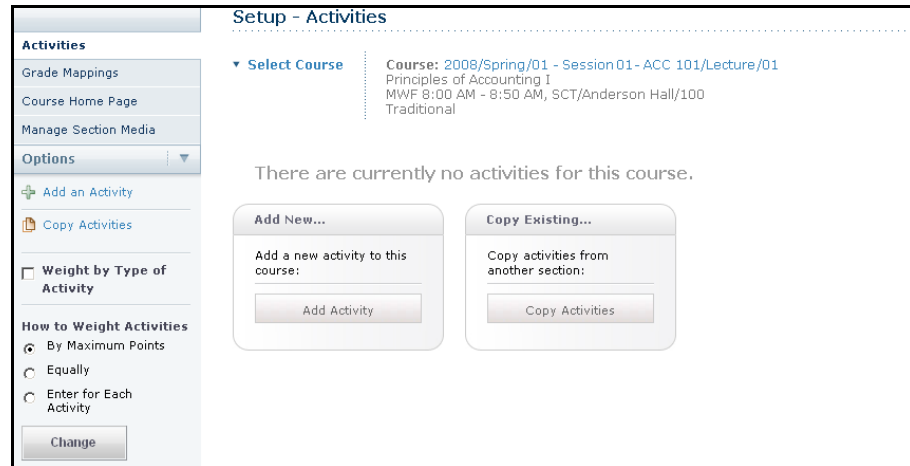 Setup - Activities
Activities
Grade Mappings
Course Home Page
Manage Section Media
Options
Add an Activity
Copy Activities
Weight by Type of
Activity
How to Weight Activities
By Maximum Points
Equally
Enter for Each
Activity
Change
Select Course
Course: 2008/Spring/01 - Session 01- ACC 101/Lecture/01
Principles of Accounting I
MWF 8:00 AM - 8:50 AM, SCT/Anderson Hall/100
Traditional
There are currently no activities for this course.
Add New...
Add a new activity to this
course:
Add Activity
Copy Existing...
Copy activities from
another section:
Copy Activities